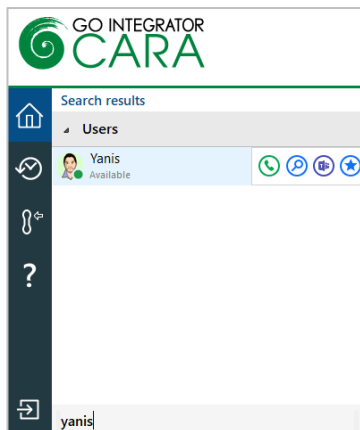 GO INTEGRATOR
CARA
Search results
Users
Yanis
Available
?
yanis